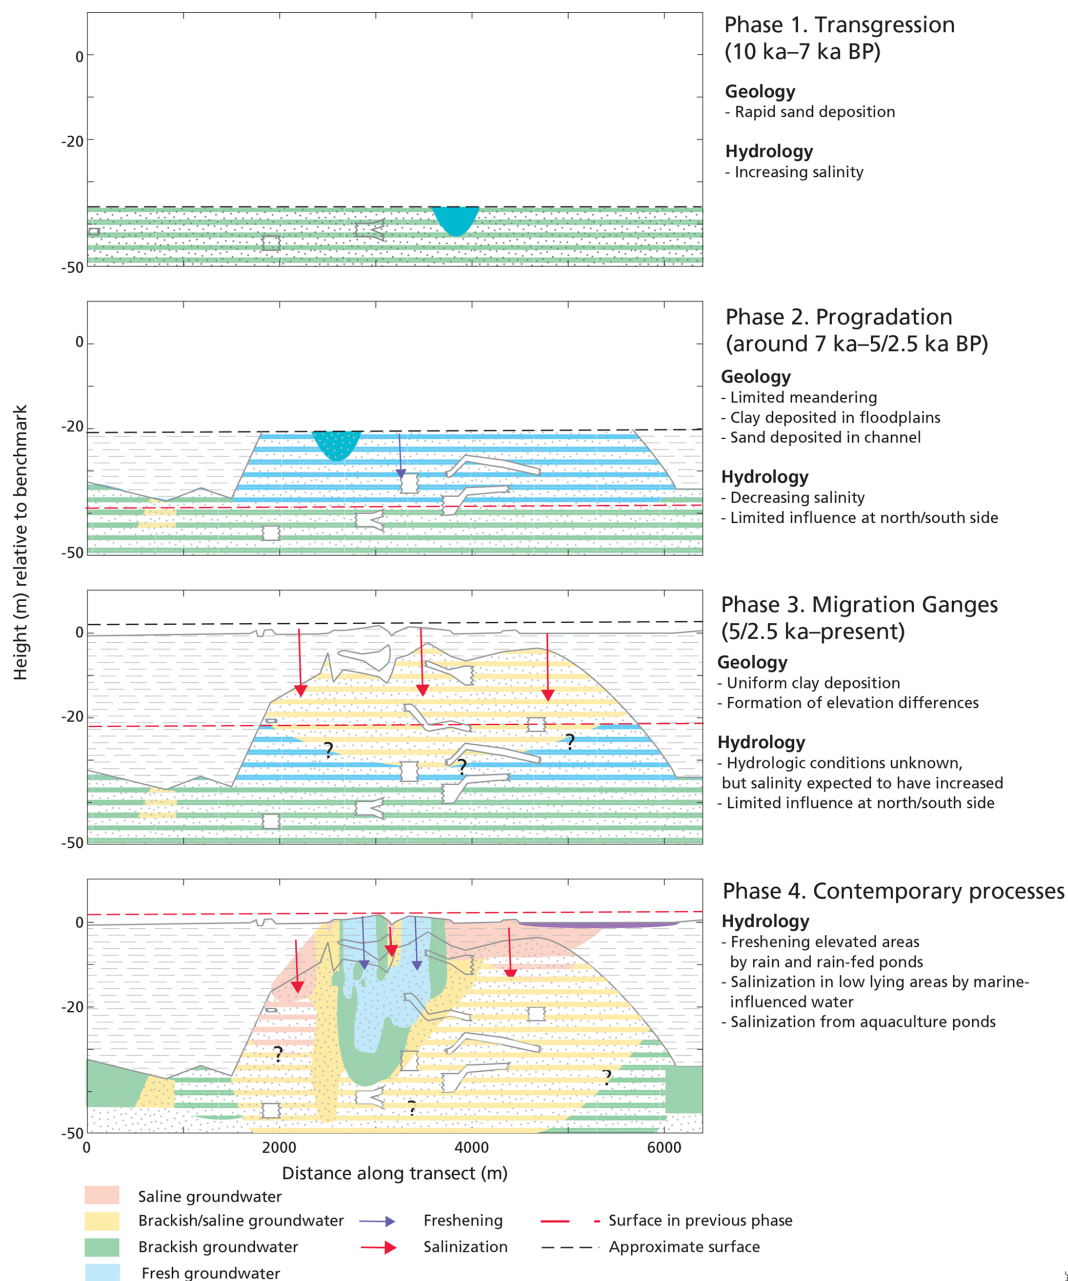 Phase 1. Transgression
(10 ka–7 ka BP)
Geology
- Rapid sand deposition
Hydrology
- Increasing salinity
0
-20
-50
Phase 2. Progradation
(around 7 ka–5/2.5 ka BP)
Geology
- Limited meandering
- Clay deposited in floodplains
- Sand deposited in channel
Hydrology
- Decreasing salinity
- Limited influence at north/south side
0
-20
-50
Height (m) relative to benchmark
Phase 3. Migration Ganges
(5/2.5 ka–present)
Geology
- Uniform clay deposition
- Formation of elevation differences
Hydrology
- Hydrologic conditions unknown,
but salinity expected to have increased
- Limited influence at north/south side
0
-20
-50
?
?
?
Phase 4. Contemporary processes
Hydrology
- Freshening elevated areas
by rain and rain-fed ponds
- Salinization in low lying areas by marine-
influenced water
- Salinization from aquaculture ponds
0
-20
-50
?
?
?
0
2000
4000
6000
Distance along transect (m)
Saline groundwater
Brackish/saline groundwater
Freshening
Surface in previous phase
Brackish groundwater
Salinization
Approximate surface
Fresh groundwater